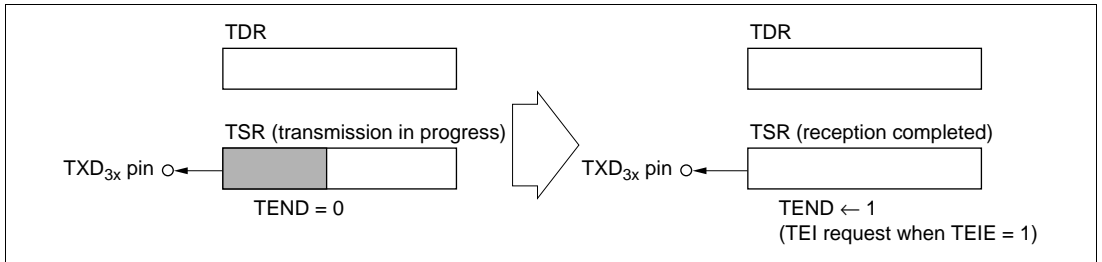 TDR
TSR (transmission in progress)
TXD3x pin
TEND = 0
TDR
TSR (reception completed)
TXD3x pin
TEND ← 1
(TEI request when TEIE = 1)